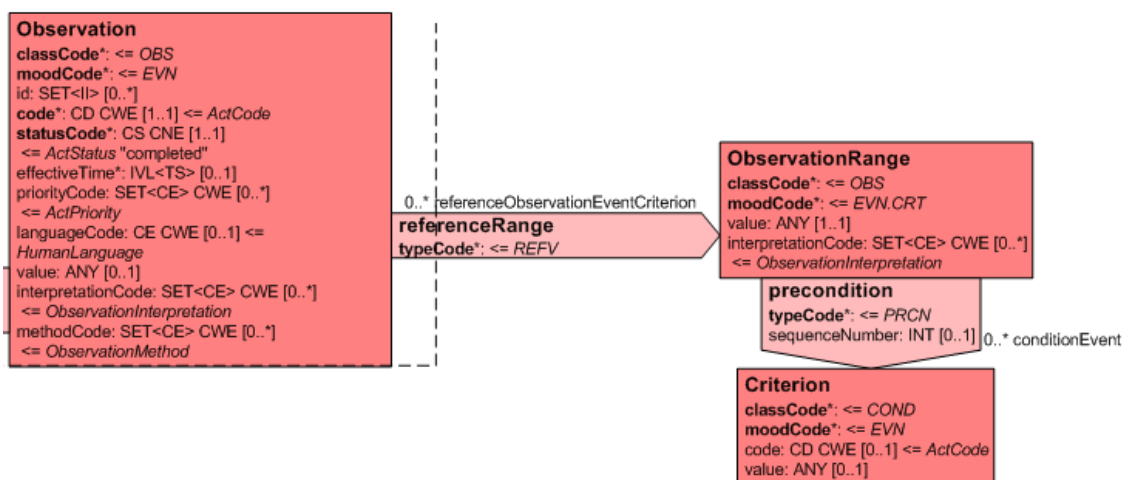 Observation
classCode*: <= OBS
moodCode*: <= EVN
id: SET<II> [0..*]
code*: CD CWE [1..1] <= ActCode
statusCode*: CS CNE [1..1]
<= ActStatus "completed"
effectiveTime*: IVL<TS> [0..1]
priorityCode: SET<CE> CWE [0..*]
<= ActPriority
languageCode: CE CWE [0..1] <=
HumanLanguage
value: ANY [0..1]
interpretationCode: SET<CE> CWE [0..*]
<= ObservationInterpretation
methodCode: SET<CE> CWE [0..*]
<= ObservationMethod
0..* referenceObservationEventCriterion
referenceRange
typeCode*: <= REFV
ObservationRange
classCode*: <= OBS
moodCode*: <= EVN.CRT
value: ANY [1..1]
interpretationCode: SET<CE> CWE [0..*]
<= ObservationInterpretation
precondition
typeCode*: <= PRCN
sequenceNumber: INT [0..1]
0..* conditionEvent
Criterion
classCode*: <= COND
moodCode*: <= EVN
code: CD CWE [0..1] <= ActCode
value: ANY [0..1]